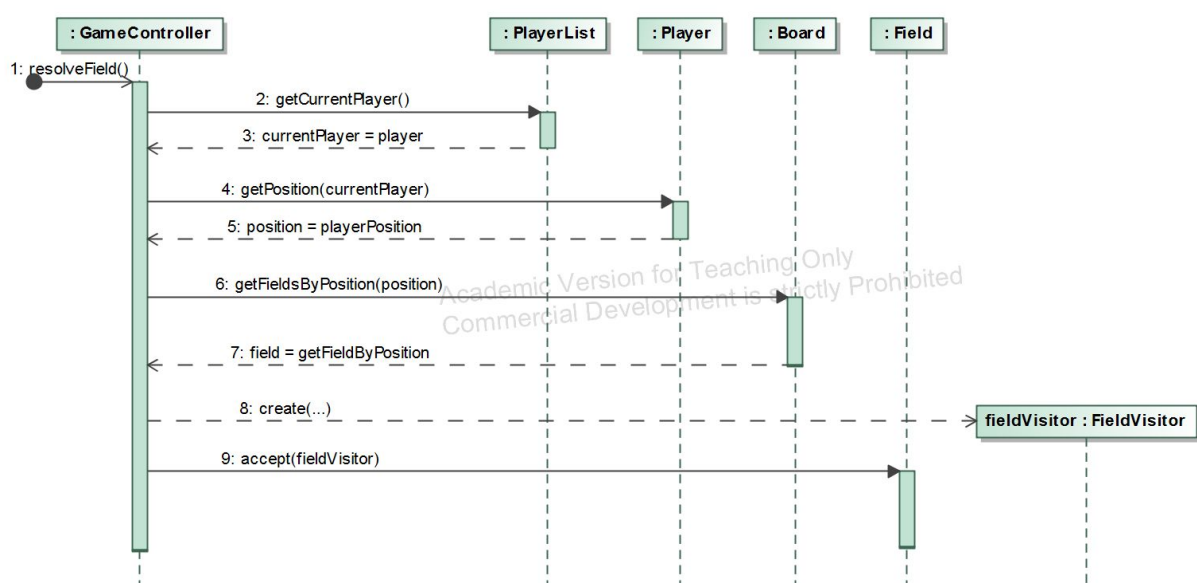 : GameController
: PlayerList
: Player
: Board
: Field
1: resolveField()
2: getCurrentPlayer()
3: currentPlayer = player
4: getPosition(currentPlayer)
5: position = playerPosition
6: getFieldsByPosition(position)
Academic Version for Teaching Only
Commercial Development is strictly Prohibited
7: field = getFieldByPosition
8: create(...)
fieldVisitor : FieldVisitor
9: accept(fieldVisitor)